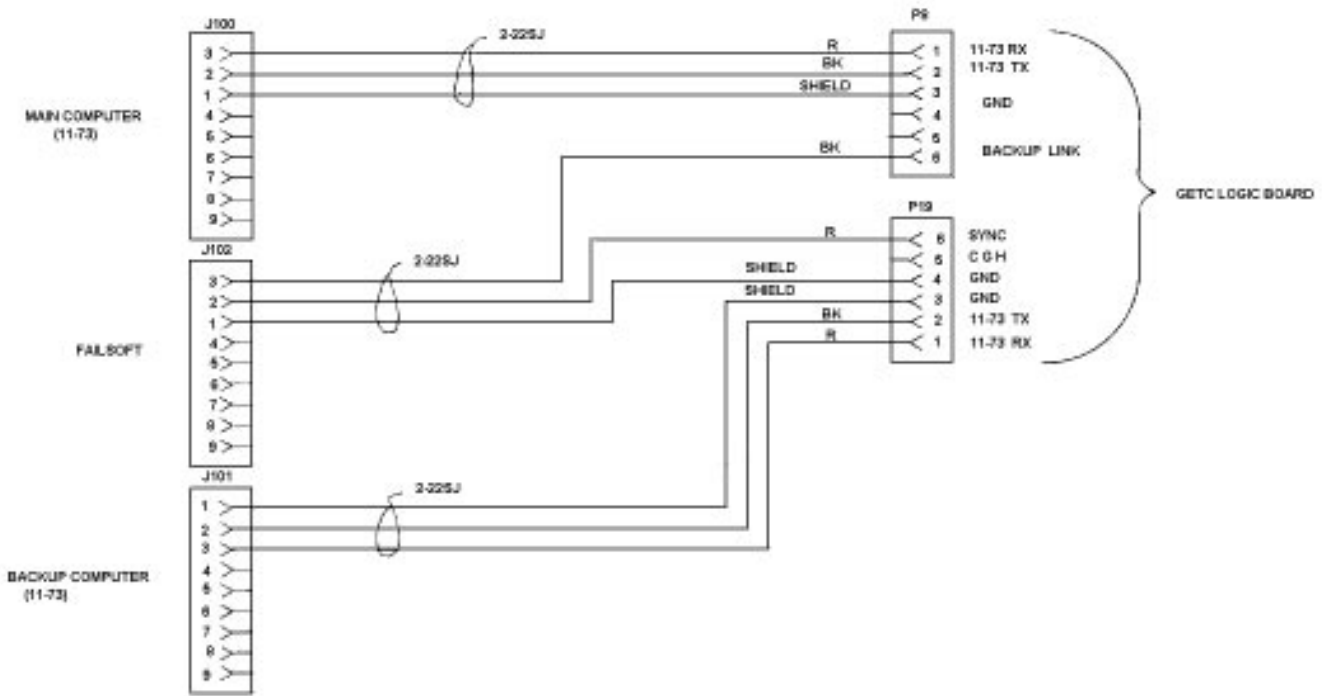 J100
3
2
1
4
5
6
7
8
9
MAIN COMPUTER
(11-73)
2-22SJ
R
BK
SHIELD
BK
P9
1
2
3
4
5
6
11-73 RX
11-73 TX
GND
BACKUP LINK
GETC LOGIC BOARD
J102
3
2
1
4
5
6
7
8
9
FAILSOFT
2-22SJ
R
SHIELD
SHIELD
BK
R
P19
6
5
4
3
2
1
SYNC
C G H
GND
GND
11-73 TX
11-73 RX
J101
1
2
3
4
5
6
7
8
9
BACKUP COMPUTER
(11-73)
2-22SJ